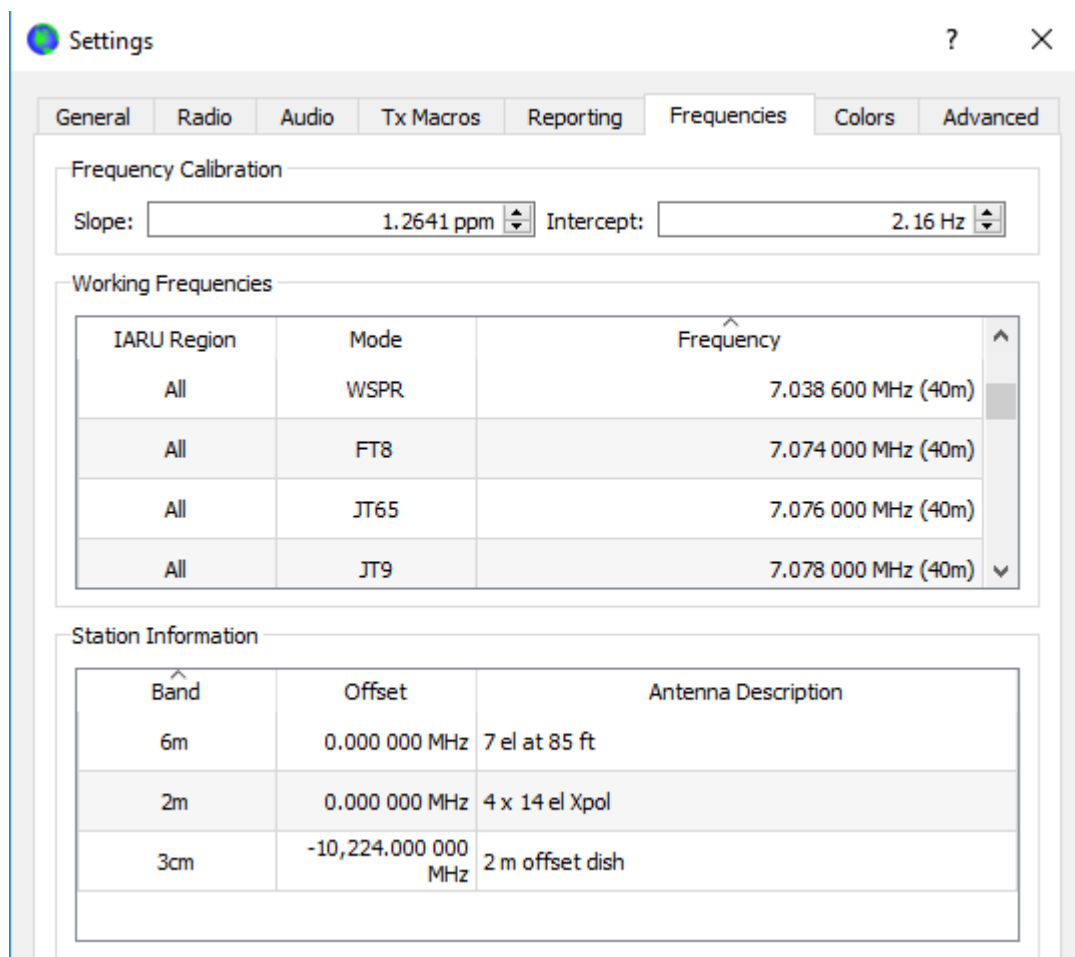 Settings ?
General Radio Audio Tx Macros Reporting Frequencies Colors Advanced
Frequency Calibration
Slope: 1.2641 ppm Intercept: 2.16 Hz
Working Frequencies
IARU Region Mode Frequency
All WSPR 7.038 600 MHz (40m)
All FT8 7.074 000 MHz (40m)
All JT65 7.076 000 MHz (40m)
All JT9 7.078 000 MHz (40m)
Station Information
Band Offset Antenna Description
6m 0.000 000 MHz 7 el at 85 ft
2m 0.000 000 MHz 4 x 14 el Xpol
3cm -10,224.000 000 MHz 2 m offset dish